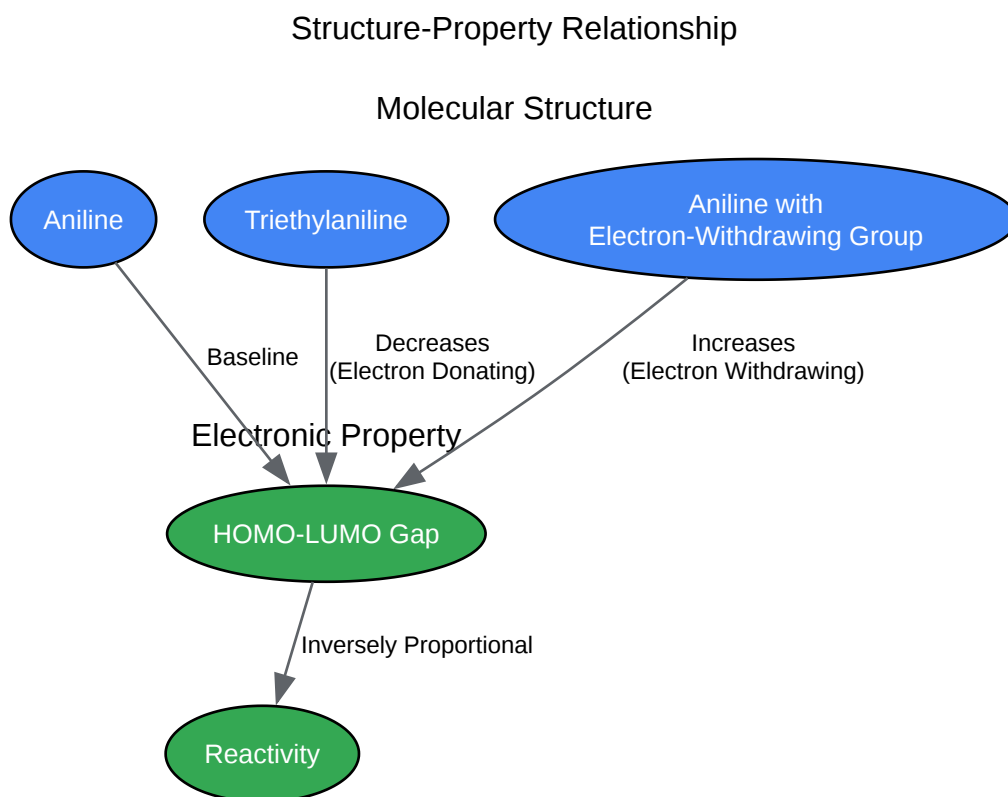 Structure-Property Relationship
Molecular Structure
Aniline
Triethylaniline
Aniline with
Electron-Withdrawing Group
Baseline
Decreases
(Electron Donating)
Increases
(Electron Withdrawing)
Electronic Property
HOMO-LUMO Gap
Inversely Proportional
Reactivity